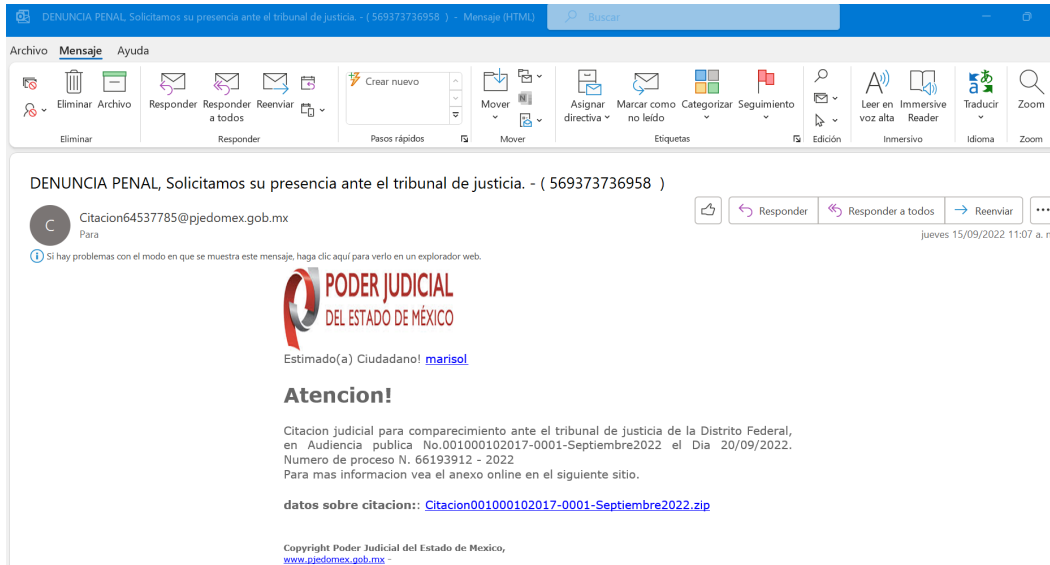 DENUNCIA PENAL, Solicitamos su presencia ante el tribunal de justicia. - ( 569373736958 ) - Mensaje (HTML)
Buscar
Archivo Mensaje Ayuda
Eliminar Archivo
Responder Responder a todos Reenviar
Crear nuevo
Mover
Asignar directiva Marcar como no leído Categorizar Seguimiento
Leer en voz alta Immersive Reader
Traducir
Zoom
Eliminar Responder Pasos rápidos Mover Etiquetas Edición Inmersivo Idioma Zoom
DENUNCIA PENAL, Solicitamos su presencia ante el tribunal de justicia. - ( 569373736958 )
C
Citacion64537785@pjedomex.gob.mx
Para
Responder Responder a todos Reenviar
jueves 15/09/2022 11:07 a.
Si hay problemas con el modo en que se muestra este mensaje, haga clic aquí para verlo en un explorador web.
PODER JUDICIAL
DEL ESTADO DE MÉXICO
Estimado(a) Ciudadano! marisol
Atencion!
Citacion judicial para comparecimiento ante el tribunal de justicia de la Distrito Federal,
en Audiencia publica No.001000102017-0001-Septiembre2022 el Dia 20/09/2022.
Numero de proceso N. 66193912 - 2022
Para mas informacion vea el anexo online en el siguiente sitio.
datos sobre citacion:: Citacion001000102017-0001-Septiembre2022.zip
Copyright Poder Judicial del Estado de Mexico,
www.pjedomex.gob.mx -